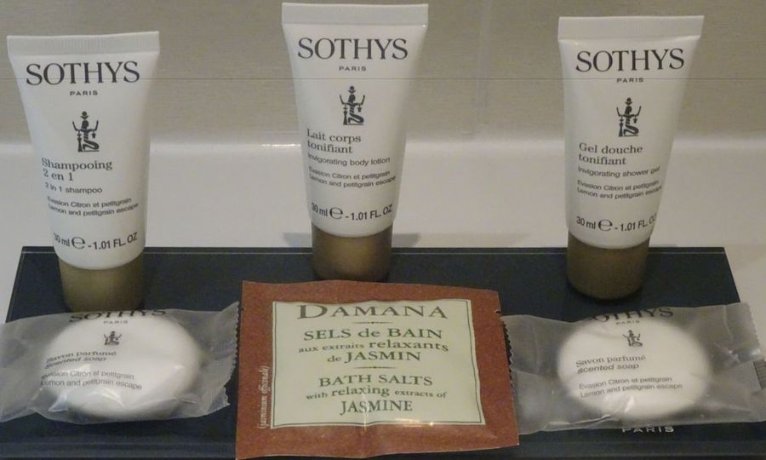 SOTHYS
PARIS
Shampooing
2 en 1
2 in 1 shampoo
Evasion Citron et petitgrain
Lemon and petitgrain escape
30 ml e - 1.01 FL. OZ
SOTHYS
PARIS
Lait corps
tonifiant
Invigorating body lotion
Evasion Citron et petitgrain
Lemon and petitgrain escape
30 ml e - 1.01 FL. OZ
SOTHYS
PARIS
Gel douche
tonifiant
Invigorating shower gel
Evasion Citron et petitgrain
Lemon and petitgrain escape
30 ml e - 1.01 FL. OZ
SOTHYS
PARIS
Savon parfumé
Scented soap
Evasion Citron et petitgrain
Lemon and petitgrain escape
DAMANA
SELS de BAIN
aux extraits relaxants
de JASMIN
BATH SALTS
with relaxing extracts of
JASMINE
PARIS
Savon parfumé
Scented soap
Evasion Citron et petitgrain
Lemon and petitgrain escape
PARIS